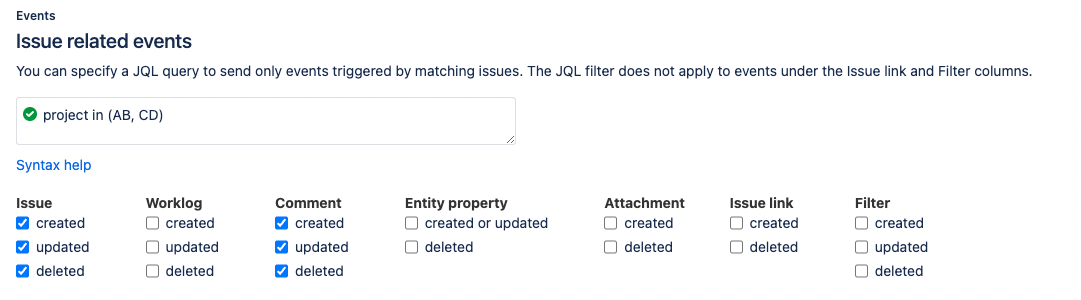 Events
Issue related events
You can specify a JQL query to send only events triggered by matching issues. The JQL filter does not apply to events under the Issue link and Filter columns.
project in (AB, CD)
Syntax help
Issue Worklog Comment Entity property Attachment Issue link Filter
created created created created or updated created created created
updated updated updated deleted deleted deleted updated
deleted deleted deleted deleted